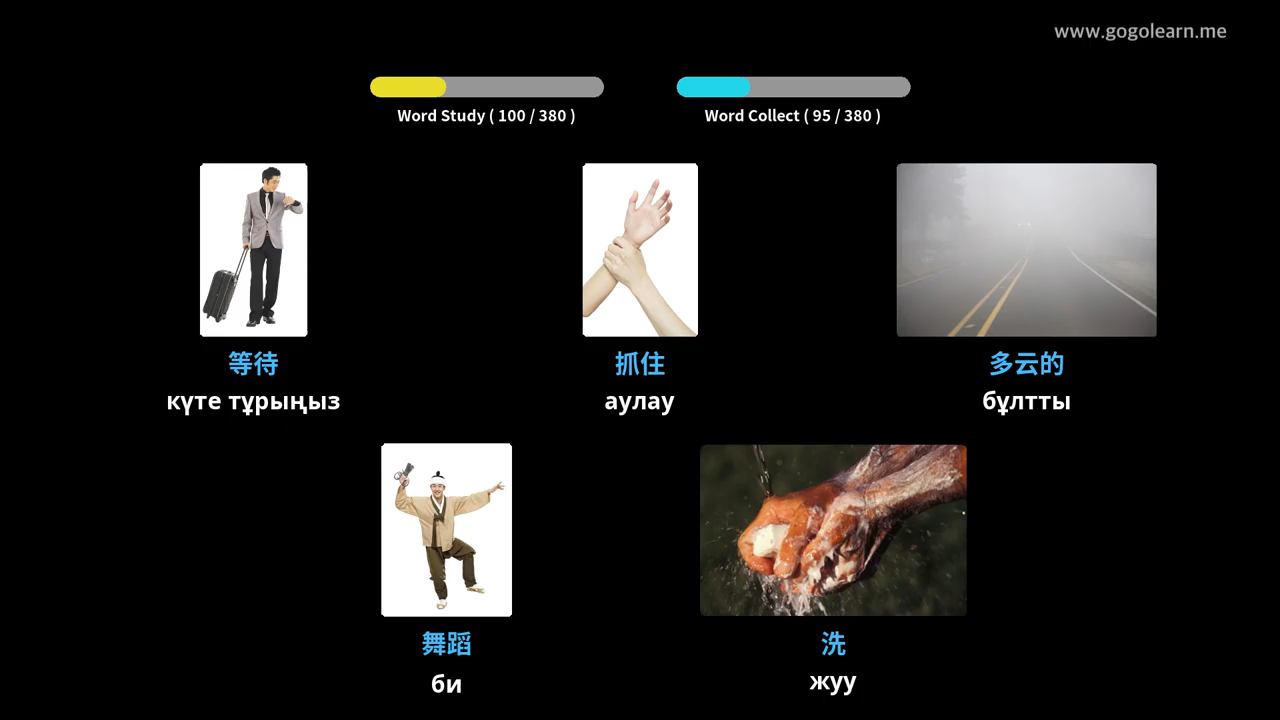 www.gogolearn.me
Word Study ( 100 / 380 )
Word Collect ( 95 / 380 )
等待
抓住
多云的
күте тұрыңыз
аулау
бұлтты
舞蹈
洗
би
жуу